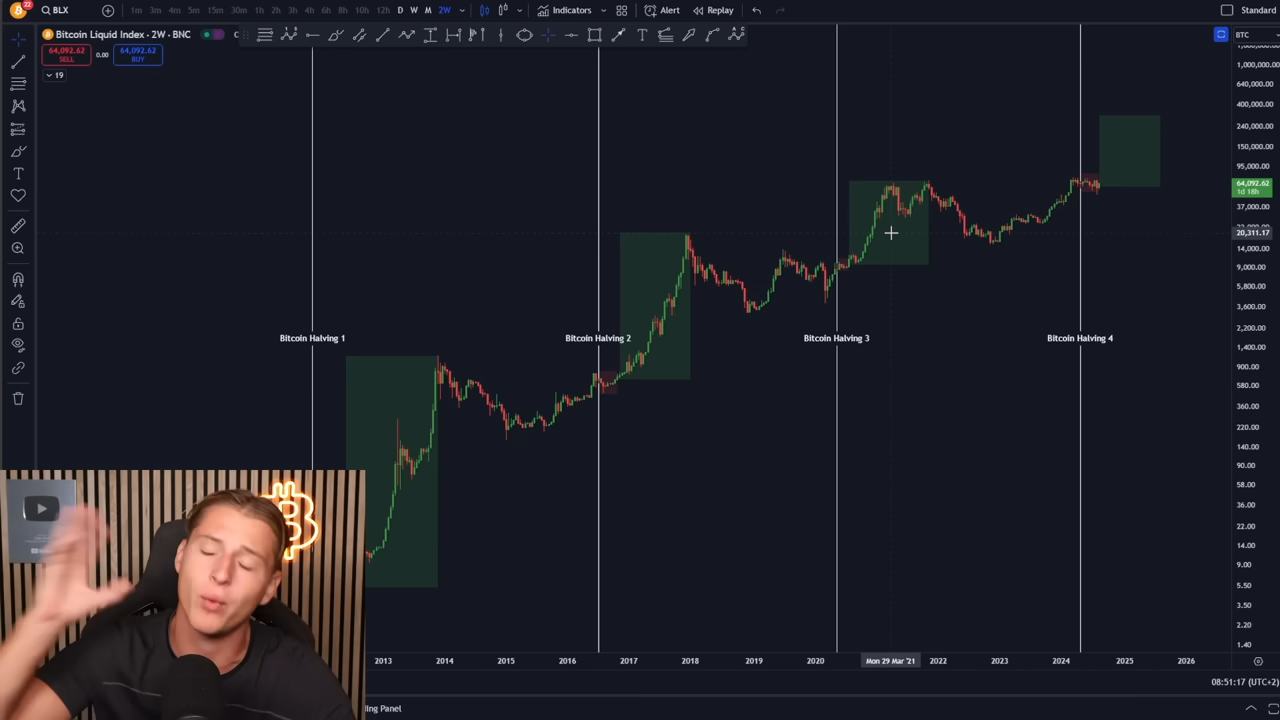 22
BLX
1m 3m 4m 5m 15m 30m 1h 2h 3h 4h 6h 8h 10h 12h D W M 2W
Indicators
Alert
Replay
Standard
Bitcoin Liquid Index · 2W · BNC
BTC
64,092.62
SELL
0.00
64,092.62
BUY
19
1,000,000.00
640,000.00
400,000.00
240,000.00
150,000.00
95,000.00
64,092.62
1d 18h
37,000.00
20,311.17
14,000.00
9,000.00
5,800.00
3,600.00
2,200.00
1,400.00
900.00
580.00
360.00
220.00
140.00
90.00
58.00
36.00
22.00
14.00
9.00
5.50
3.50
2.20
1.40
Bitcoin Halving 1
Bitcoin Halving 2
Bitcoin Halving 3
Bitcoin Halving 4
2013 2014 2015 2016 2017 2018 2019 2020 Mon 29 Mar '21 2022 2023 2024 2025 2026
08:51:17 (UTC+2)
ing Panel